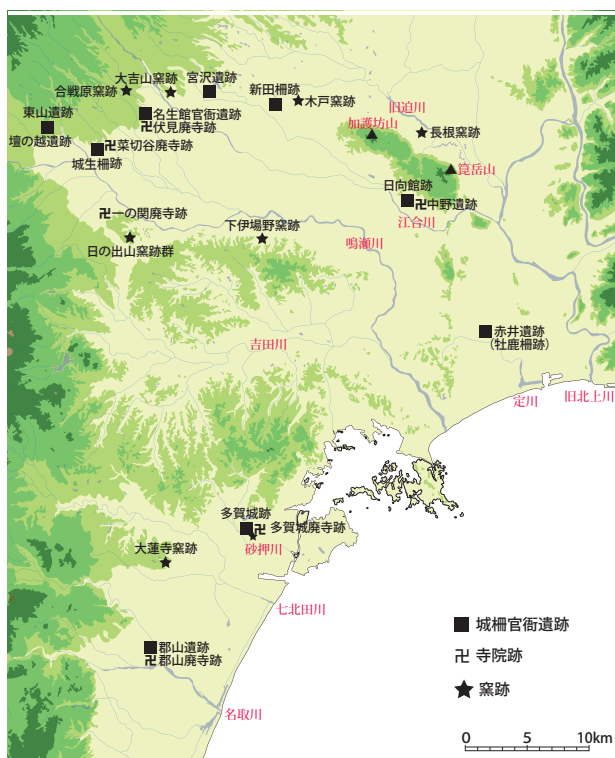 大吉山窯跡
宮沢遺跡
合戦原窯跡
新田柵跡
木戸窯跡
旧迫川
東山遺跡
名生館官衙遺跡
加護坊山
伏見廃寺跡
長根窯跡
壇の越遺跡
菜切谷廃寺跡
城生柵跡
箟岳山
日向館跡
中野遺跡
一の関廃寺跡
下伊場野窯跡
江合川
日の出山窯跡群
鳴瀬川
赤井遺跡
(牡鹿柵跡)
吉田川
定川
旧北上川
多賀城跡
多賀城廃寺跡
大蓮寺窯跡
砂押川
七北田川
郡山遺跡
郡山廃寺跡
名取川
城柵官衙遺跡
卍 寺院跡
窯跡
0 5 10km